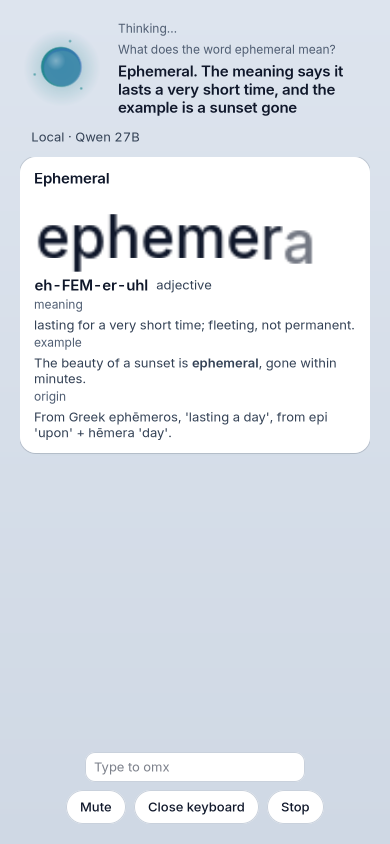 Thinking...
What does the word ephemeral mean?
Ephemeral. The meaning says it
lasts a very short time, and the
example is a sunset gone
Local · Qwen 27B
Ephemeral
ephemera
eh-FEM-er-uhl adjective
meaning
lasting for a very short time; fleeting, not permanent.
example
The beauty of a sunset is ephemeral, gone within
minutes.
origin
From Greek ephēmeros, 'lasting a day', from epi
'upon' + hēmera 'day'.
Type to omx
Mute Close keyboard Stop